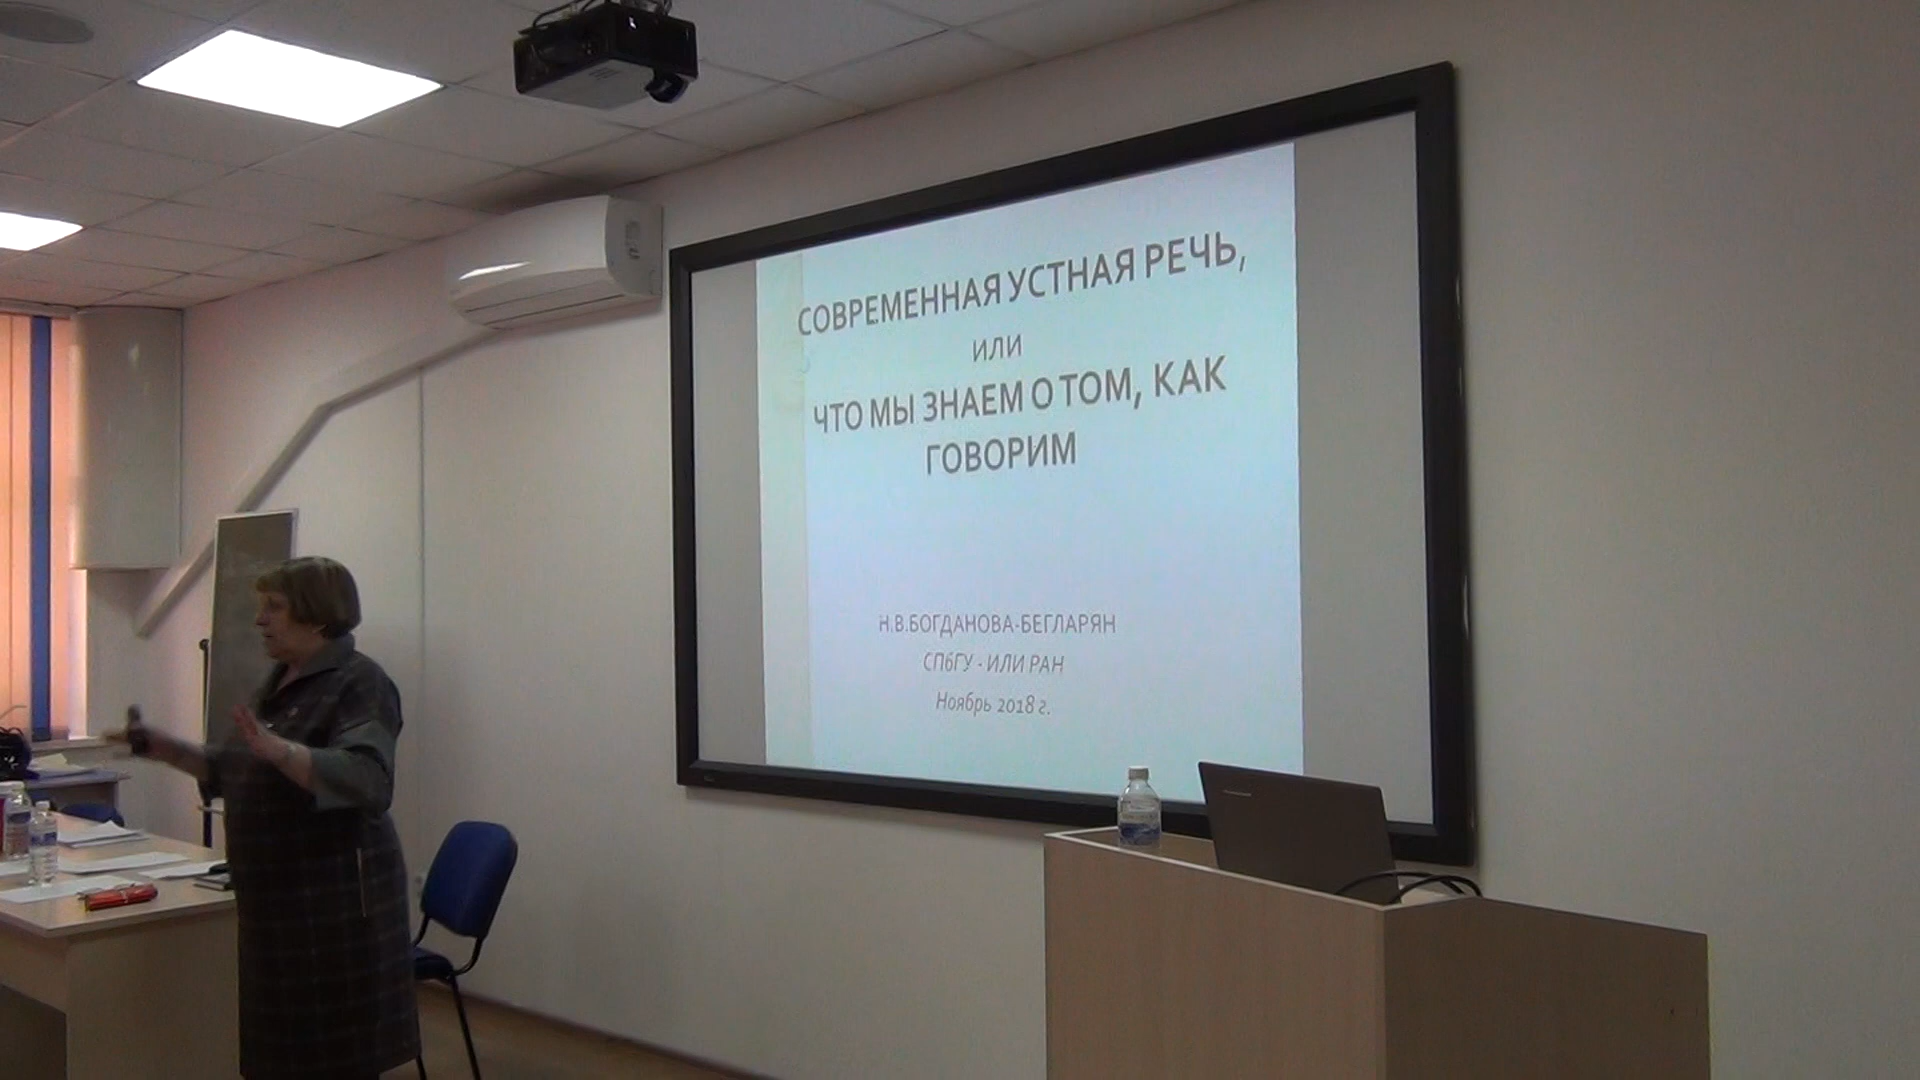 СОВРЕМЕННАЯ УСТНАЯ РЕЧЬ,
ИЛИ
ЧТО МЫ ЗНАЕМ О ТОМ, КАК
ГОВОРИМ
Н.В.БОГДАНОВА-БЕГЛАРЯН
СПбГУ - ИЛИ РАН
Ноябрь 2018 г.